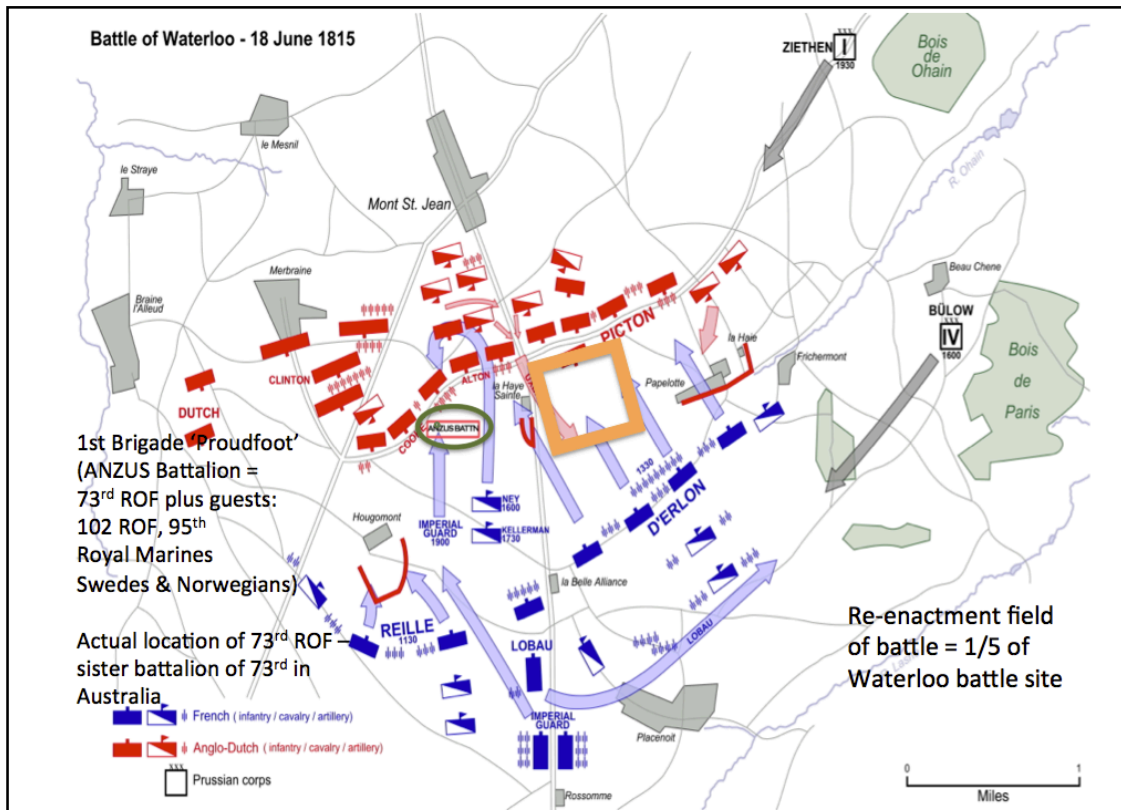 Battle of Waterloo - 18 June 1815
ZIETHEN
XXX
I
1930
Bois
de
Ohain
le Mesnil
le Straye
R. Ohain
Mont St. Jean
Merbraine
Braine
l'Alleud
Beau Chene
BÜLOW
XXX
IV
1600
PICTON
la Haie
Frichermont
Bois
de
Paris
CLINTON
ALTON
la Haye
Sainte
Papelotte
DUTCH
COOKE
ANZUS BATTN
1st Brigade ‘Proudfoot’
(ANZUS Battalion =
73rd ROF plus guests:
102 ROF, 95th
Royal Marines
Swedes & Norwegians)
Actual location of 73rd ROF –
sister battalion of 73rd in
Australia
1330
D'ERLON
NEY
1600
KELLERMAN
1730
Hougomont
IMPERIAL
GUARD
1900
la Belle Alliance
REILLE
1130
LOBAU
LOBAU
Re-enactment field
of battle = 1/5 of
Waterloo battle site
IMPERIAL
GUARD
Placenoit
Rossomme
French ( infantry / cavalry / artillery)
Anglo-Dutch ( infantry / cavalry / artillery)
XXX
Prussian corps
0
1
Miles